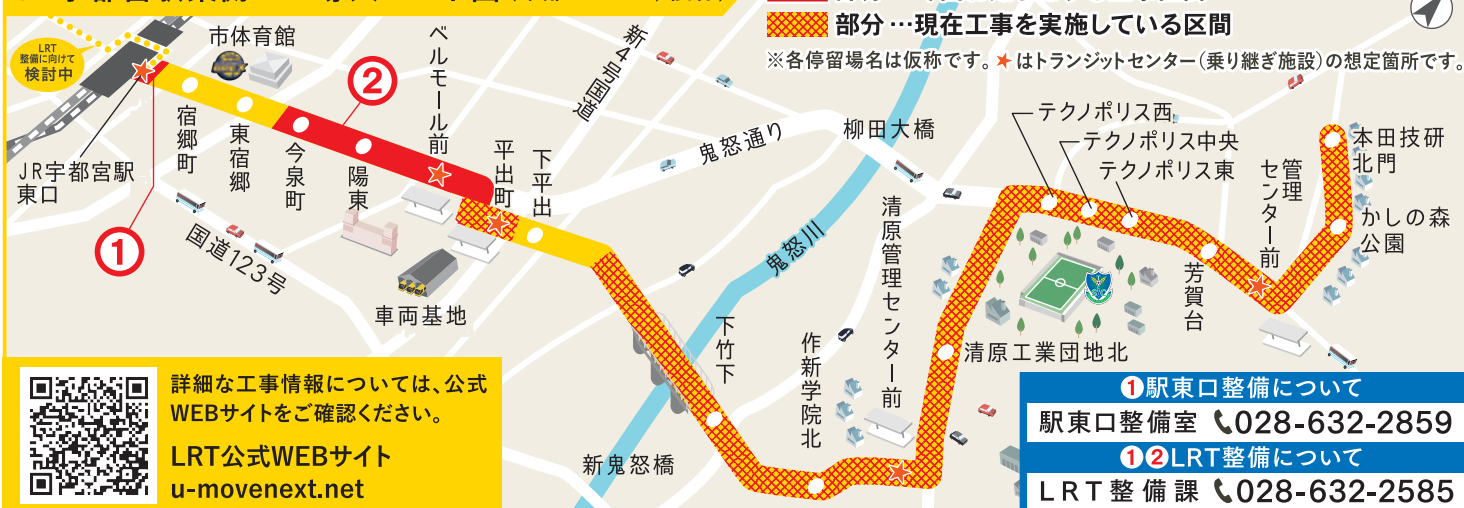 部分…現在工事を実施している区間
※各停留場名は仮称です。★はトランジットセンター(乗り継ぎ施設)の想定箇所です。
LRT
整備に向けて
検討中
市体育館
ベルモール前
新4号国道
②
宿郷町
東宿郷
今泉町
陽東
平出町
下平出
鬼怒通り
柳田大橋
テクノポリス西
テクノポリス中央
テクノポリス東
管理
センター前
本田技研
北門
かしの森
公園
JR宇都宮駅
東口
①
国道123号
車両基地
鬼怒川
清原管理センター前
芳賀台
清原工業団地北
下竹下
作新学院北
新鬼怒橋
詳細な工事情報については、公式
WEBサイトをご確認ください。
LRT公式WEBサイト
u-movenext.net
①駅東口整備について
駅東口整備室 028-632-2859
①②LRT整備について
LRT整備課 028-632-2585